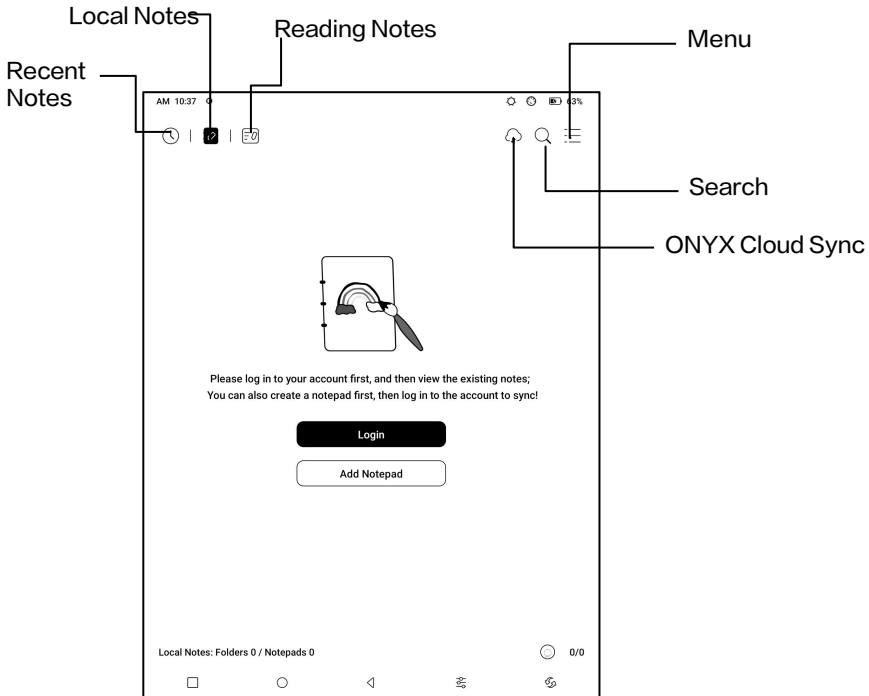 Local Notes
Reading Notes
Menu
Recent
Notes
AM 10:37
63%
Search
ONYX Cloud Sync
Please log in to your account first, and then view the existing notes;
You can also create a notepad first, then log in to the account to sync!
Login
Add Notepad
Local Notes: Folders 0 / Notepads 0
0/0